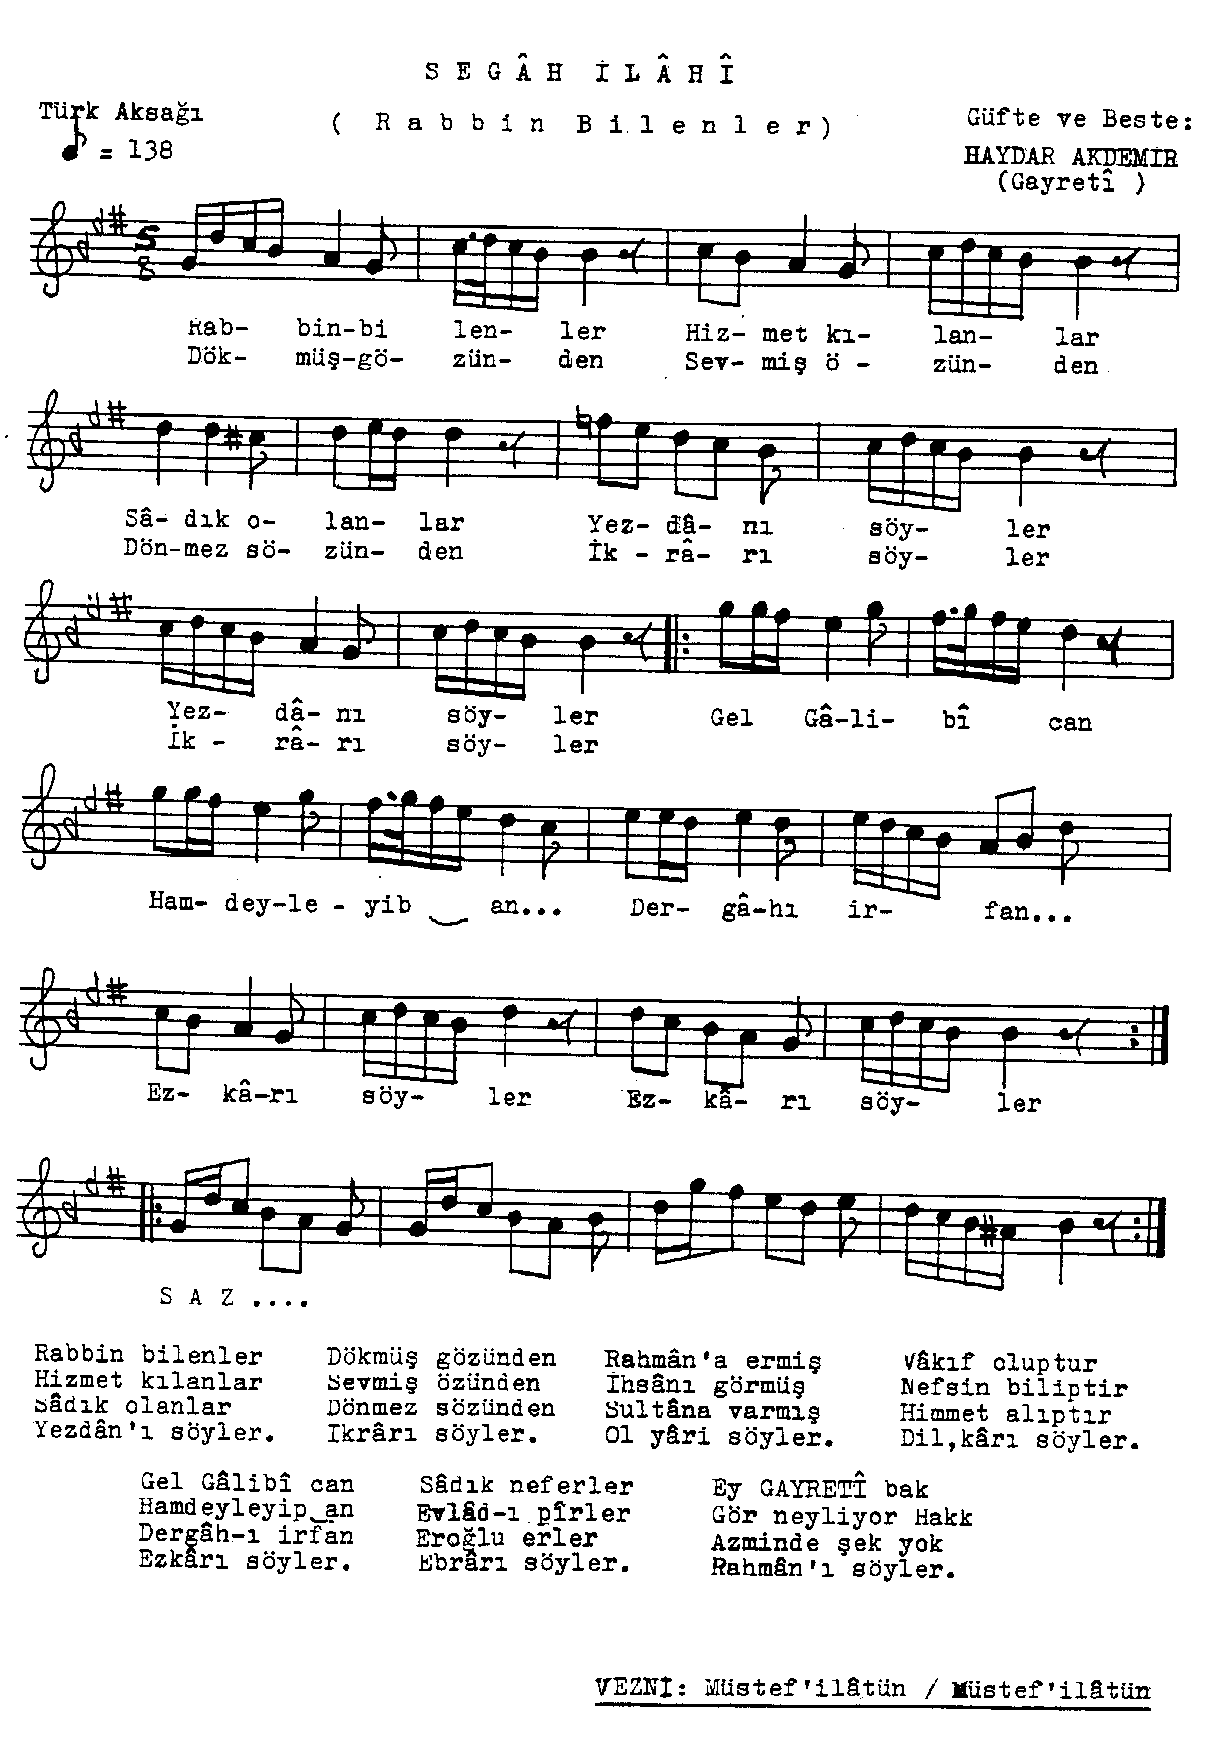 SEGÂH İLÂHÎ
Türk Aksağı
( Rabbin Bilenler)
Güfte ve Beste:
= 138
HAYDAR AKDEMİR
(Gayretî )
5
8
Rab- bin-bi len- ler Hiz- met kı- lan- lar
Dök- müş-gö- zün- den Sev- miş ö - zün- den
Sâ- dık o- lan- lar Yez- dâ- nı söy- ler
Dön-mez sö- zün- den İk - râ- rı söy- ler
Yez- dâ- nı söy- ler Gel Gâ-li- bî can
İk - râ- rı söy- ler
Ham- dey-le - yib an... Der- gâ-hı ir- fan...
Ez- kâ-rı söy- ler Ez- kâ- rı söy- ler
SAZ....
Rabbin bilenler Dökmüş gözünden Rahmân'a ermiş Vâkıf oluptur
Hizmet kılanlar Sevmiş özünden İhsânı görmüş Nefsin biliptir
Sâdık olanlar Dönmez sözünden Sultâna varmış Himmet alıptır
Yezdân'ı söyler. İkrârı söyler. Ol yâri söyler. Dil,kârı söyler.
Gel Gâlibî can Sâdık neferler Ey GAYRETÎ bak
Hamdeyleyip an Evlâd-ı pîrler Gör neyliyor Hakk
Dergâh-ı irfan Eroğlu erler Azminde şek yok
Ezkârı söyler. Ebrârı söyler. Rahmân'ı söyler.
VEZNİ: Müstef'ilâtün / Müstef'ilâtün